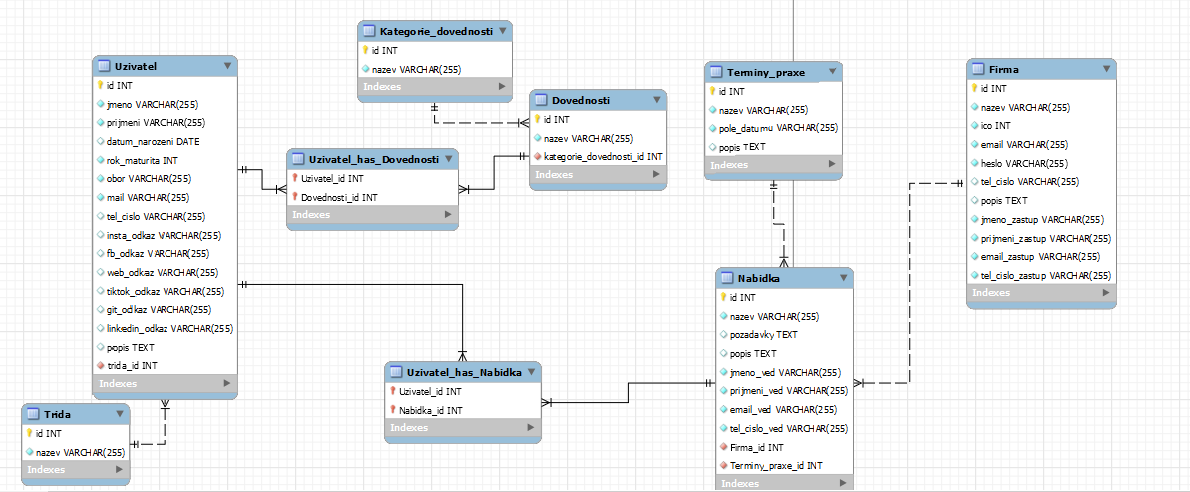 Kategorie_dovednosti
id INT
nazev VARCHAR(255)
Indexes
Uzivatel
id INT
jmeno VARCHAR(255)
prijmeni VARCHAR(255)
datum_narozeni DATE
rok_maturita INT
obor VARCHAR(255)
mail VARCHAR(255)
tel_cislo VARCHAR(255)
insta_odkaz VARCHAR(255)
fb_odkaz VARCHAR(255)
web_odkaz VARCHAR(255)
tiktok_odkaz VARCHAR(255)
git_odkaz VARCHAR(255)
linkedin_odkaz VARCHAR(255)
popis TEXT
trida_id INT
Indexes
Dovednosti
id INT
nazev VARCHAR(255)
kategorie_dovednosti_id INT
Indexes
Uzivatel_has_Dovednosti
Uzivatel_id INT
Dovednosti_id INT
Indexes
Terminy_praxe
id INT
nazev VARCHAR(255)
pole_datumu VARCHAR(255)
popis TEXT
Indexes
Firma
id INT
nazev VARCHAR(255)
ico INT
email VARCHAR(255)
heslo VARCHAR(255)
tel_cislo VARCHAR(255)
popis TEXT
jmeno_zastup VARCHAR(255)
prijmeni_zastup VARCHAR(255)
email_zastup VARCHAR(255)
tel_cislo_zastup VARCHAR(255)
Indexes
Nabidka
id INT
nazev VARCHAR(255)
pozadavky TEXT
popis TEXT
jmeno_ved VARCHAR(255)
prijmeni_ved VARCHAR(255)
email_ved VARCHAR(255)
tel_cislo_ved VARCHAR(255)
Firma_id INT
Terminy_praxe_id INT
Indexes
Uzivatel_has_Nabidka
Uzivatel_id INT
Nabidka_id INT
Indexes
Trida
id INT
nazev VARCHAR(255)
Indexes